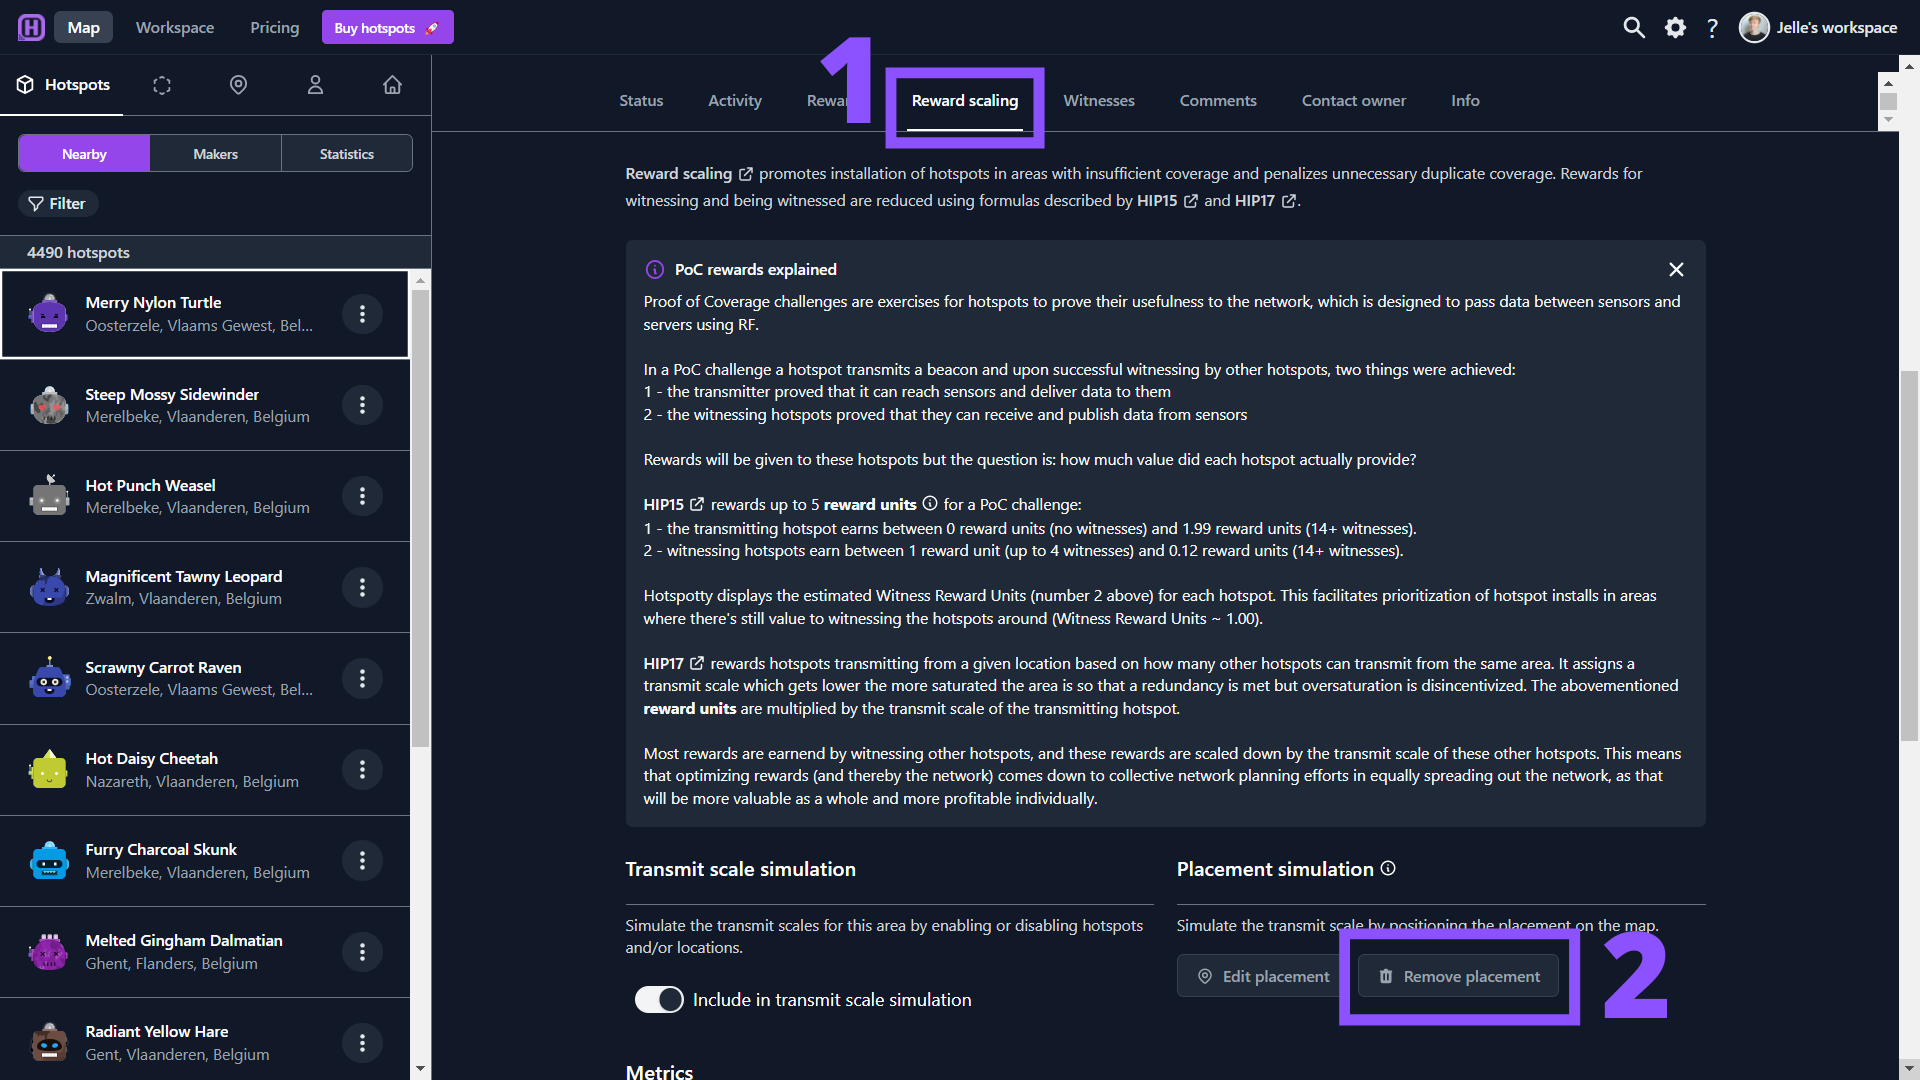 H
Map
Workspace
Pricing
Buy hotspots
?
Jelle's workspace
Hotspots
Nearby
Makers
Statistics
Filter
4490 hotspots
Merry Nylon Turtle
Oosterzele, Vlaams Gewest, Bel...
Steep Mossy Sidewinder
Merelbeke, Vlaanderen, Belgium
Hot Punch Weasel
Merelbeke, Vlaanderen, Belgium
Magnificent Tawny Leopard
Zwalm, Vlaanderen, Belgium
Scrawny Carrot Raven
Oosterzele, Vlaams Gewest, Bel...
Hot Daisy Cheetah
Nazareth, Vlaanderen, Belgium
Furry Charcoal Skunk
Merelbeke, Vlaanderen, Belgium
Melted Gingham Dalmatian
Ghent, Flanders, Belgium
Radiant Yellow Hare
Gent, Vlaanderen, Belgium
1
Status
Activity
Reward scaling
Witnesses
Comments
Contact owner
Info
Reward scaling promotes installation of hotspots in areas with insufficient coverage and penalizes unnecessary duplicate coverage. Rewards for
witnessing and being witnessed are reduced using formulas described by HIP15 and HIP17.
PoC rewards explained
Proof of Coverage challenges are exercises for hotspots to prove their usefulness to the network, which is designed to pass data between sensors and
servers using RF.
In a PoC challenge a hotspot transmits a beacon and upon successful witnessing by other hotspots, two things were achieved:
1 - the transmitter proved that it can reach sensors and deliver data to them
2 - the witnessing hotspots proved that they can receive and publish data from sensors
Rewards will be given to these hotspots but the question is: how much value did each hotspot actually provide?
HIP15 rewards up to 5 reward units for a PoC challenge:
1 - the transmitting hotspot earns between 0 reward units (no witnesses) and 1.99 reward units (14+ witnesses).
2 - witnessing hotspots earn between 1 reward unit (up to 4 witnesses) and 0.12 reward units (14+ witnesses).
Hotspotty displays the estimated Witness Reward Units (number 2 above) for each hotspot. This facilitates prioritization of hotspot installs in areas
where there's still value to witnessing the hotspots around (Witness Reward Units ~ 1.00).
HIP17 rewards hotspots transmitting from a given location based on how many other hotspots can transmit from the same area. It assigns a
transmit scale which gets lower the more saturated the area is so that a redundancy is met but oversaturation is disincentivized. The abovementioned
reward units are multiplied by the transmit scale of the transmitting hotspot.
Most rewards are earnend by witnessing other hotspots, and these rewards are scaled down by the transmit scale of these other hotspots. This means
that optimizing rewards (and thereby the network) comes down to collective network planning efforts in equally spreading out the network, as that
will be more valuable as a whole and more profitable individually.
Transmit scale simulation
Simulate the transmit scales for this area by enabling or disabling hotspots
and/or locations.
Include in transmit scale simulation
Placement simulation
Simulate the transmit scale by positioning the placement on the map.
Edit placement
Remove placement
2
Metrics